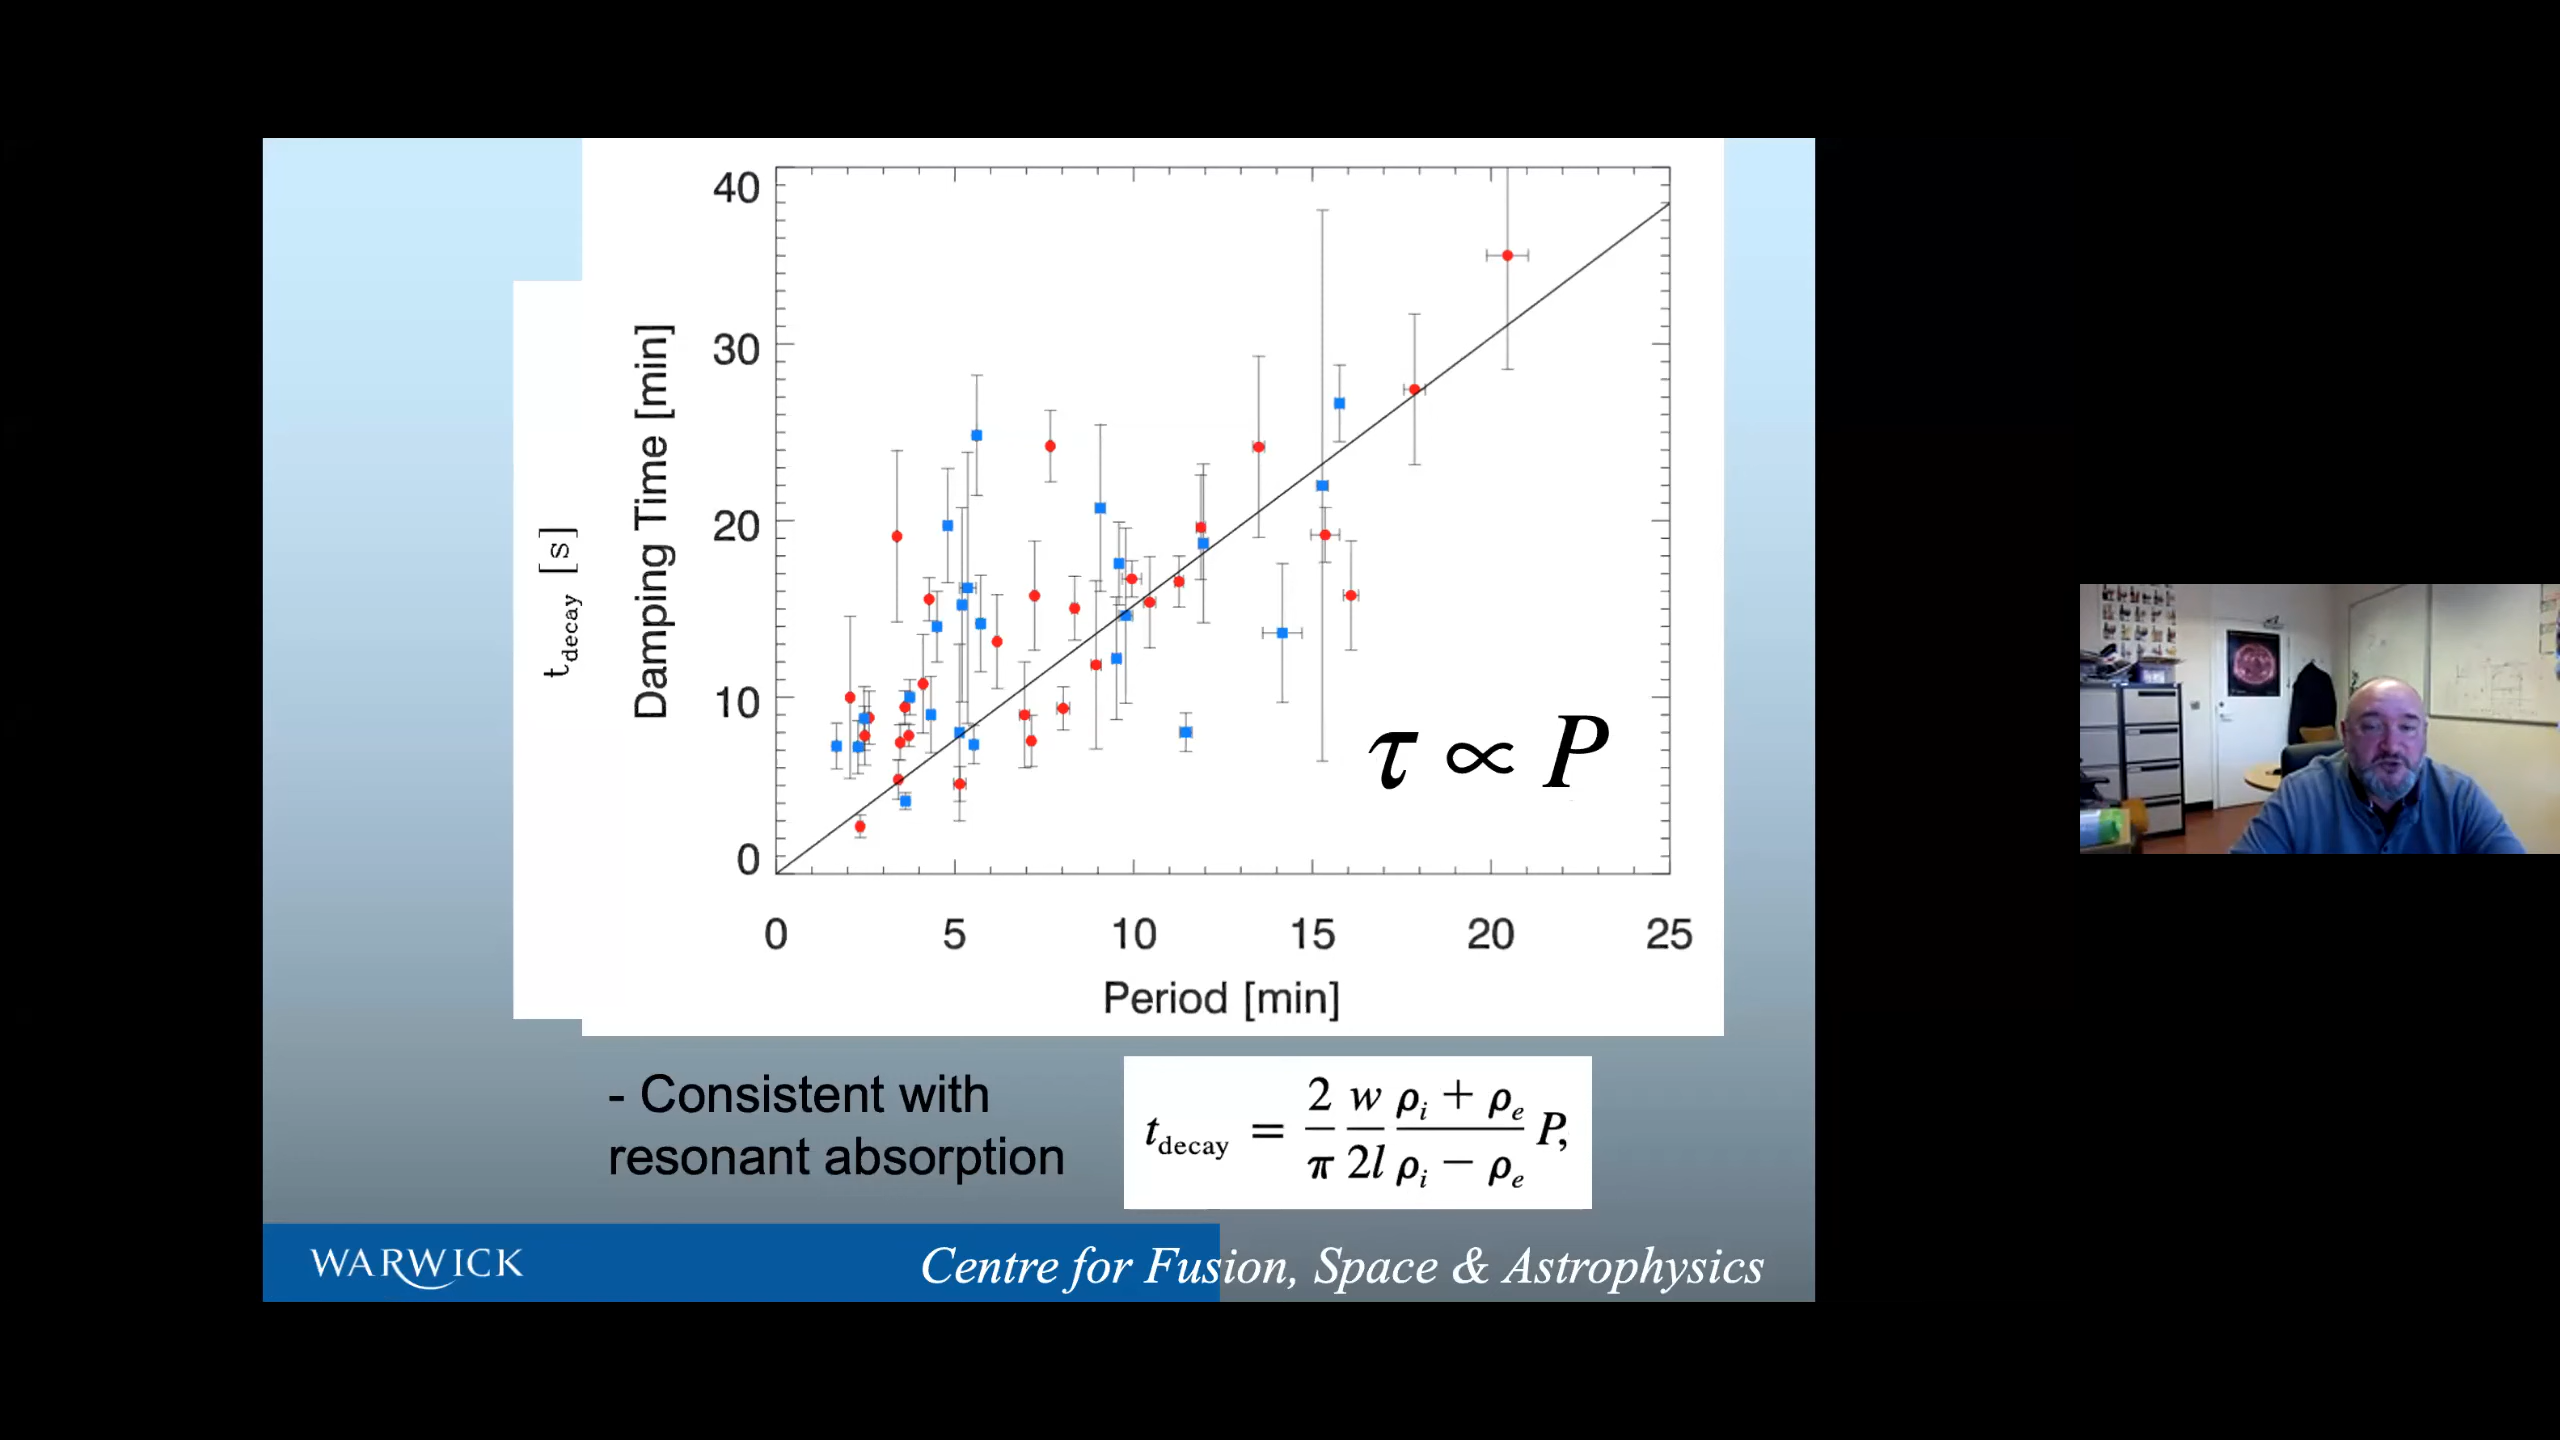 40
30
20
10
0
t_decay [s]
Damping Time [min]
τ ∝ P
0 5 10 15 20 25
Period [min]
- Consistent with
resonant absorption
t_decay = 2/π w/2l (ρ_i + ρ_e)/(ρ_i − ρ_e) P,
WARWICK
Centre for Fusion, Space & Astrophysics